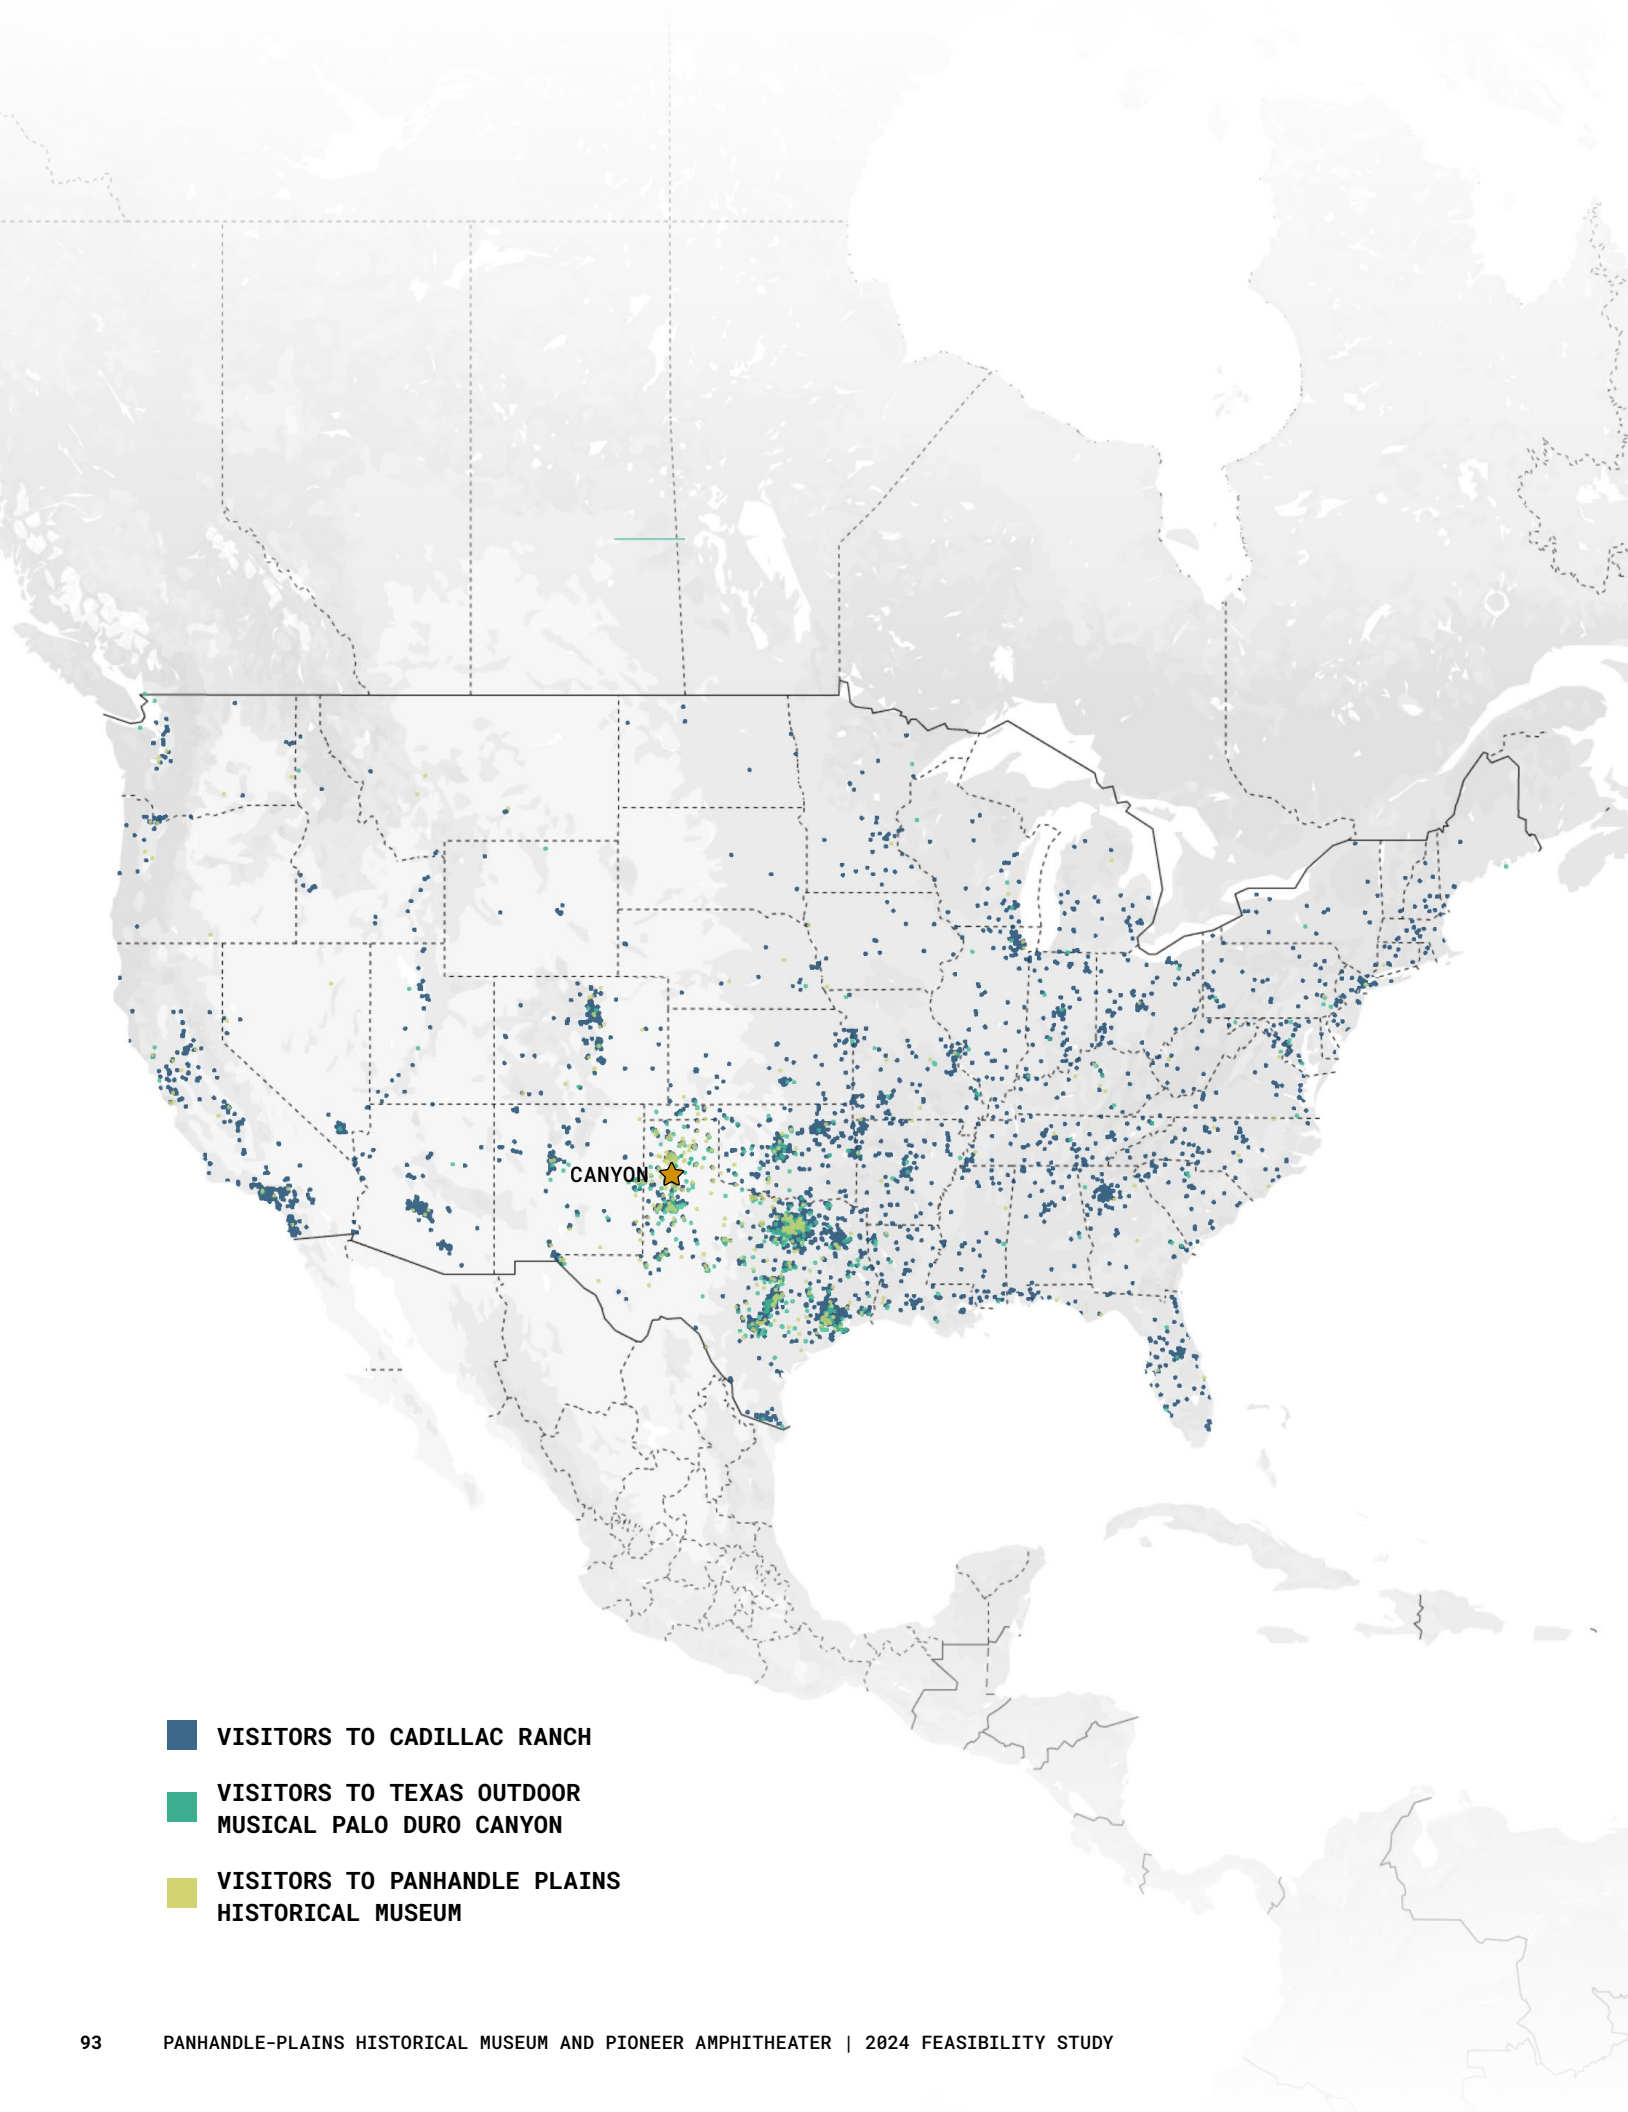 CANYON
VISITORS TO CADILLAC RANCH
VISITORS TO TEXAS OUTDOOR
MUSICAL PALO DURO CANYON
VISITORS TO PANHANDLE PLAINS
HISTORICAL MUSEUM
93 PANHANDLE-PLAINS HISTORICAL MUSEUM AND PIONEER AMPHITHEATER | 2024 FEASIBILITY STUDY